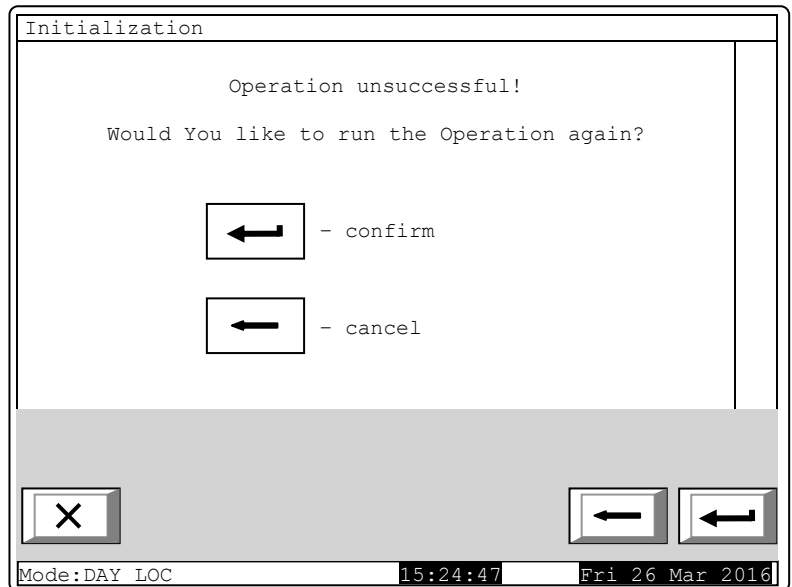 Initialization
Operation unsuccessful!
Would You like to run the Operation again?
- confirm
- cancel
Mode:DAY LOC 15:24:47 Fri 26 Mar 2016